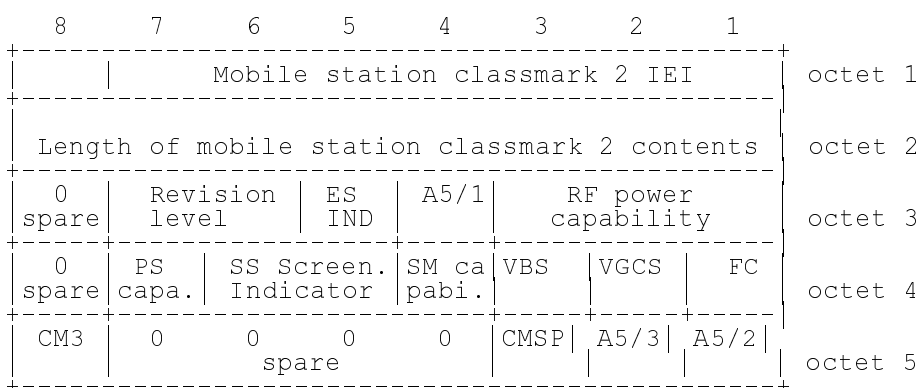 8 7 6 5 4 3 2 1
Mobile station classmark 2 IEI octet 1
Length of mobile station classmark 2 contents octet 2
0 Revision ES A5/1 RF power
spare level IND capability octet 3
0 PS SS Screen. SM ca VBS VGCS FC
spare capa. Indicator pabi. octet 4
CM3 0 0 0 0 CMSP A5/3 A5/2
spare octet 5